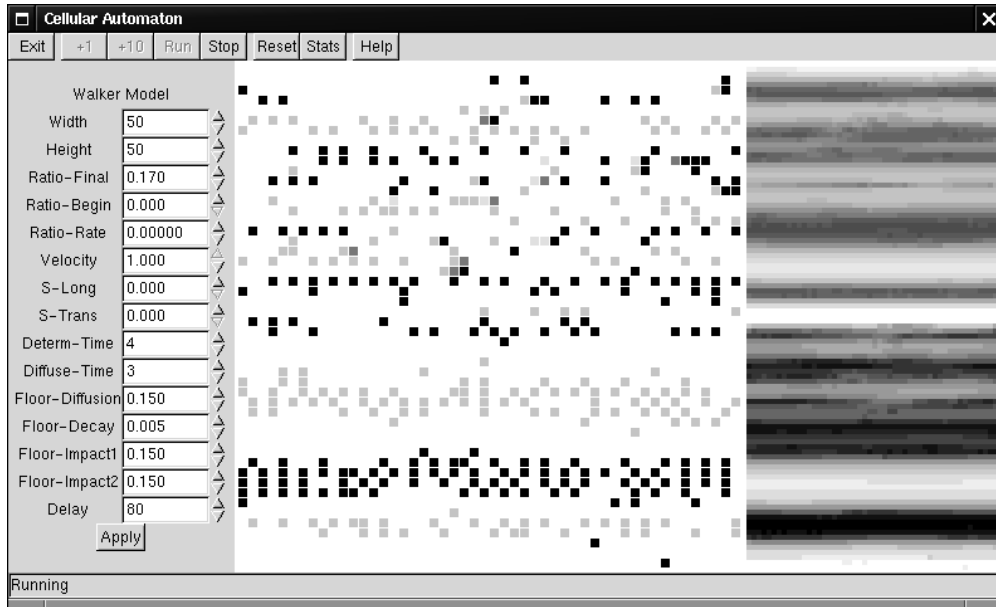 Cellular Automaton
Exit +1 +10 Run Stop Reset Stats Help
Walker Model
Width 50
Height 50
Ratio-Final 0.170
Ratio-Begin 0.000
Ratio-Rate 0.00000
Velocity 1.000
S-Long 0.000
S-Trans 0.000
Determ-Time 4
Diffuse-Time 3
Floor-Diffusion 0.150
Floor-Decay 0.005
Floor-Impact1 0.150
Floor-Impact2 0.150
Delay 80
Apply
Running